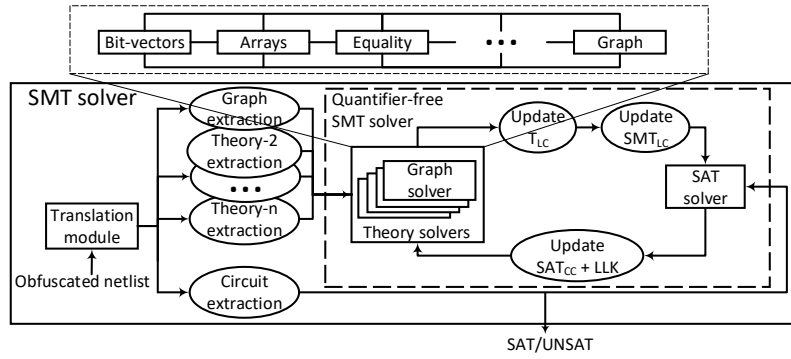 Bit-vectors
Arrays
Equality
...
Graph
SMT solver
Graph
extraction
Theory-2
extraction
...
Theory-n
extraction
Circuit
extraction
Translation
module
Obfuscated netlist
Quantifier-free
SMT solver
Graph
solver
Theory solvers
Update
T_LC
Update
SMT_LC
SAT
solver
Update
SAT_CC + LLK
SAT/UNSAT